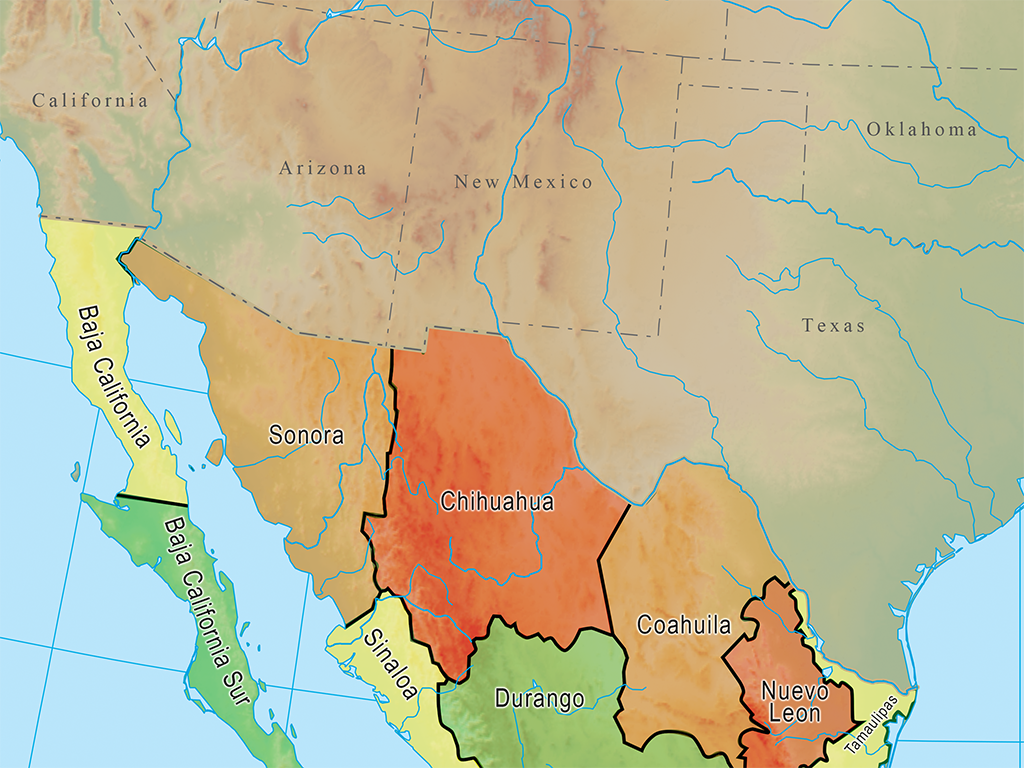 California
Oklahoma
Arizona
New Mexico
Texas
Baja California
Sonora
Chihuahua
Baja California Sur
Coahuila
Sinaloa
Durango
Nuevo
Leon
Tamaulipas